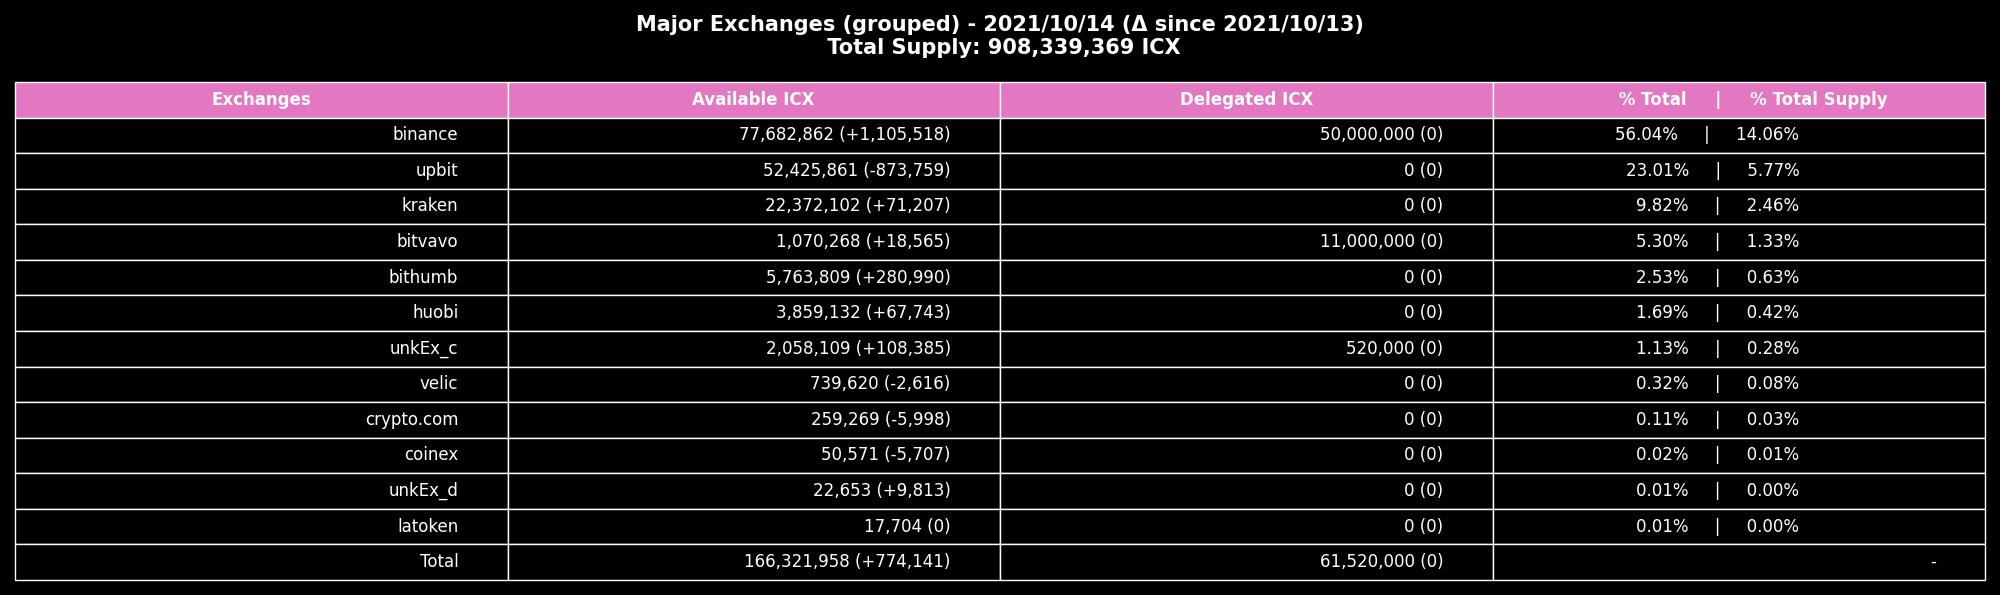 Major Exchanges (grouped) - 2021/10/14 (Δ since 2021/10/13)
Total Supply: 908,339,369 ICX
Exchanges Available ICX Delegated ICX % Total | % Total Supply
binance 77,682,862 (+1,105,518) 50,000,000 (0) 56.04% | 14.06%
upbit 52,425,861 (-873,759) 0 (0) 23.01% | 5.77%
kraken 22,372,102 (+71,207) 0 (0) 9.82% | 2.46%
bitvavo 1,070,268 (+18,565) 11,000,000 (0) 5.30% | 1.33%
bithumb 5,763,809 (+280,990) 0 (0) 2.53% | 0.63%
huobi 3,859,132 (+67,743) 0 (0) 1.69% | 0.42%
unkEx_c 2,058,109 (+108,385) 520,000 (0) 1.13% | 0.28%
velic 739,620 (-2,616) 0 (0) 0.32% | 0.08%
crypto.com 259,269 (-5,998) 0 (0) 0.11% | 0.03%
coinex 50,571 (-5,707) 0 (0) 0.02% | 0.01%
unkEx_d 22,653 (+9,813) 0 (0) 0.01% | 0.00%
latoken 17,704 (0) 0 (0) 0.01% | 0.00%
Total 166,321,958 (+774,141) 61,520,000 (0) -